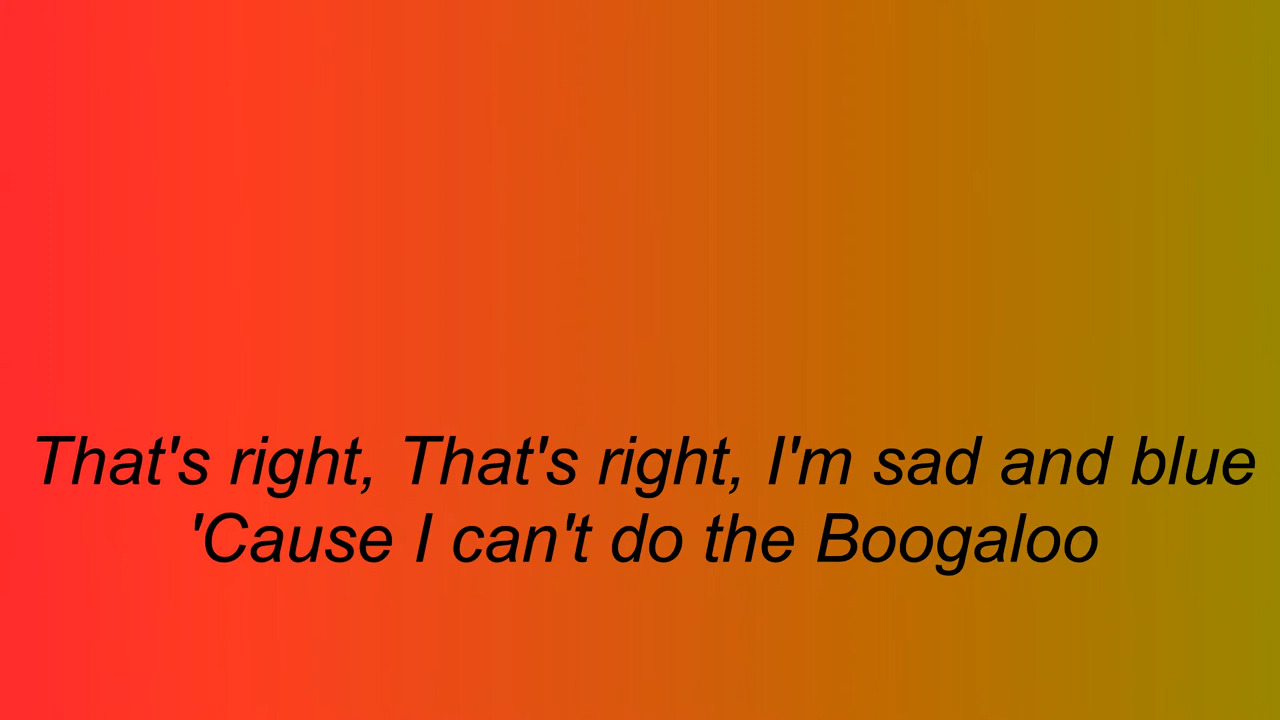 That's right, That's right, I'm sad and blue
'Cause I can't do the Boogaloo